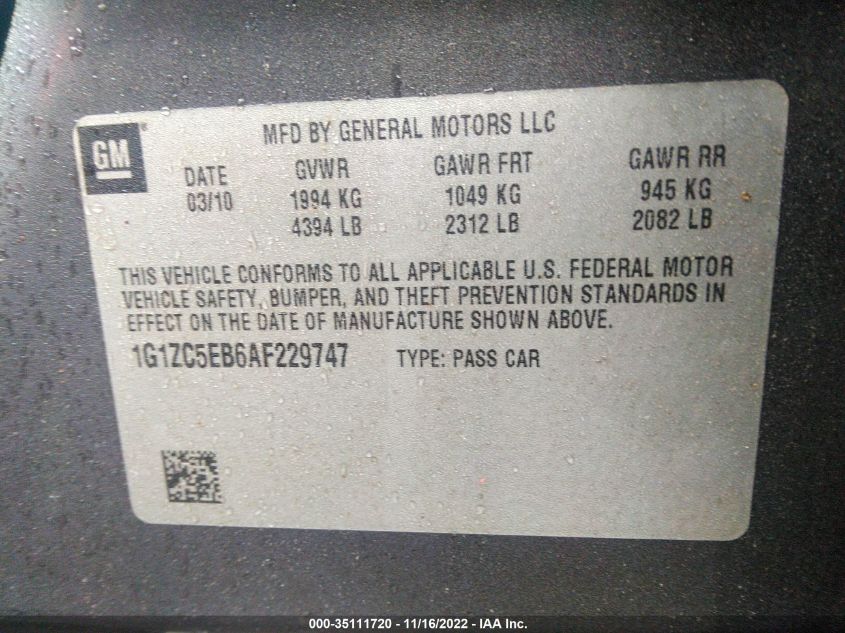 MFD BY GENERAL MOTORS LLC
GM®
DATE GVWR GAWR FRT GAWR RR
03/10 1994 KG 1049 KG 945 KG
4394 LB 2312 LB 2082 LB
THIS VEHICLE CONFORMS TO ALL APPLICABLE U.S. FEDERAL MOTOR
VEHICLE SAFETY, BUMPER, AND THEFT PREVENTION STANDARDS IN
EFFECT ON THE DATE OF MANUFACTURE SHOWN ABOVE.
1G1ZC5EB6AF229747 TYPE: PASS CAR
000-35111720 - 11/16/2022 - IAA Inc.